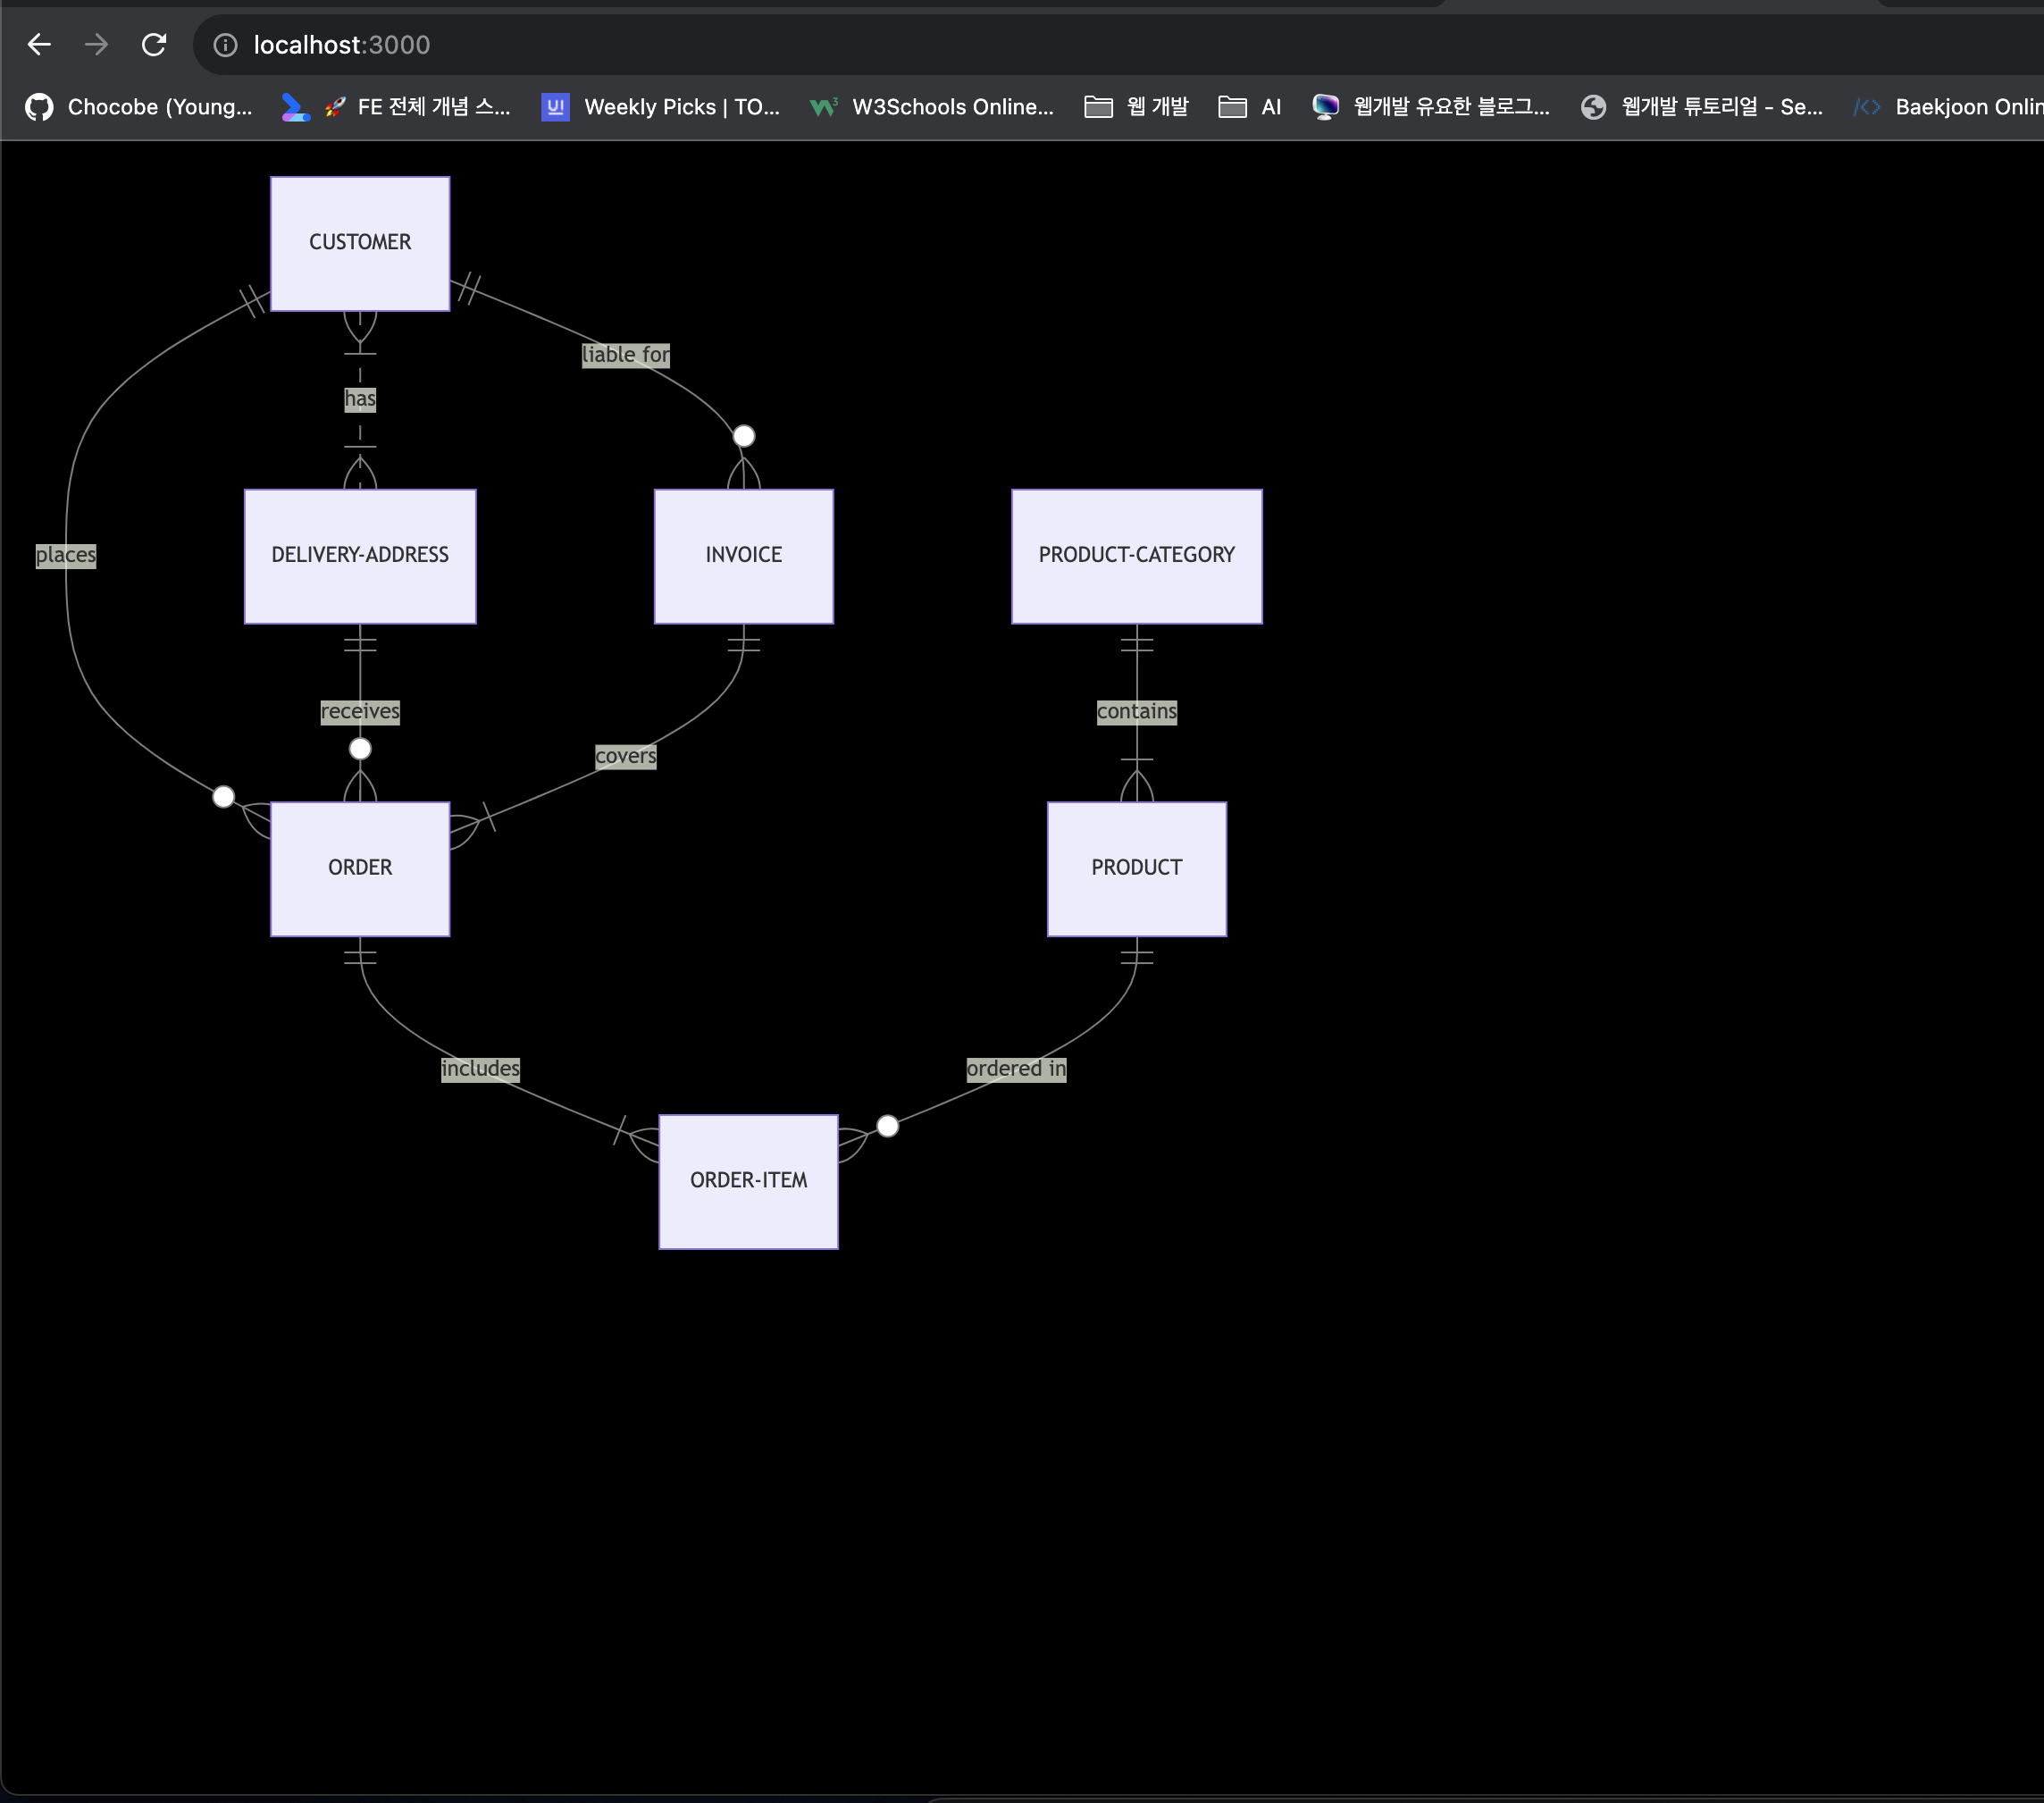 localhost:3000
Chocobe (Young...
FE 전체 개념 스...
Weekly Picks | TO...
W3Schools Online...
웹 개발
AI
웹개발 유요한 블로그...
웹개발 튜토리얼 - Se...
Baekjoon Onlin
CUSTOMER
liable for
has
places
DELIVERY-ADDRESS
INVOICE
PRODUCT-CATEGORY
receives
contains
covers
ORDER
PRODUCT
includes
ordered in
ORDER-ITEM